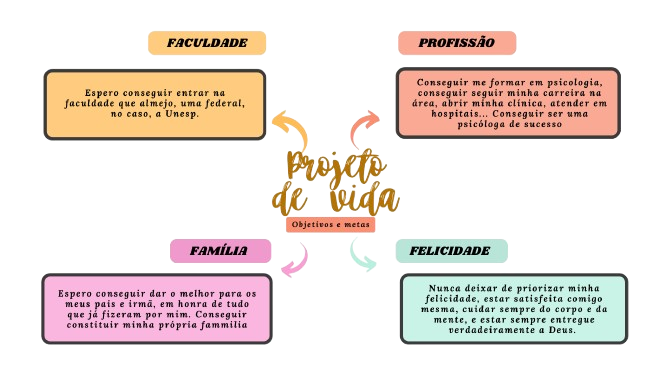 FACULDADE
Espero conseguir entrar na
faculdade que almejo, uma federal,
no caso, a Unesp.
PROFISSÃO
Conseguir me formar em psicologia,
conseguir seguir minha carreira na
área, abrir minha clínica, atender em
hospitais... Conseguir ser uma
psicóloga de sucesso
Projeto
de vida
Objetivos e metas
FAMÍLIA
Espero conseguir dar o melhor para os
meus pais e irmã, em honra de tudo
que já fizeram por mim. Conseguir
constituir minha própria fammília
FELICIDADE
Nunca deixar de priorizar minha
felicidade, estar satisfeita comigo
mesma, cuidar sempre do corpo e da
mente, e estar sempre entregue
verdadeiramente a Deus.